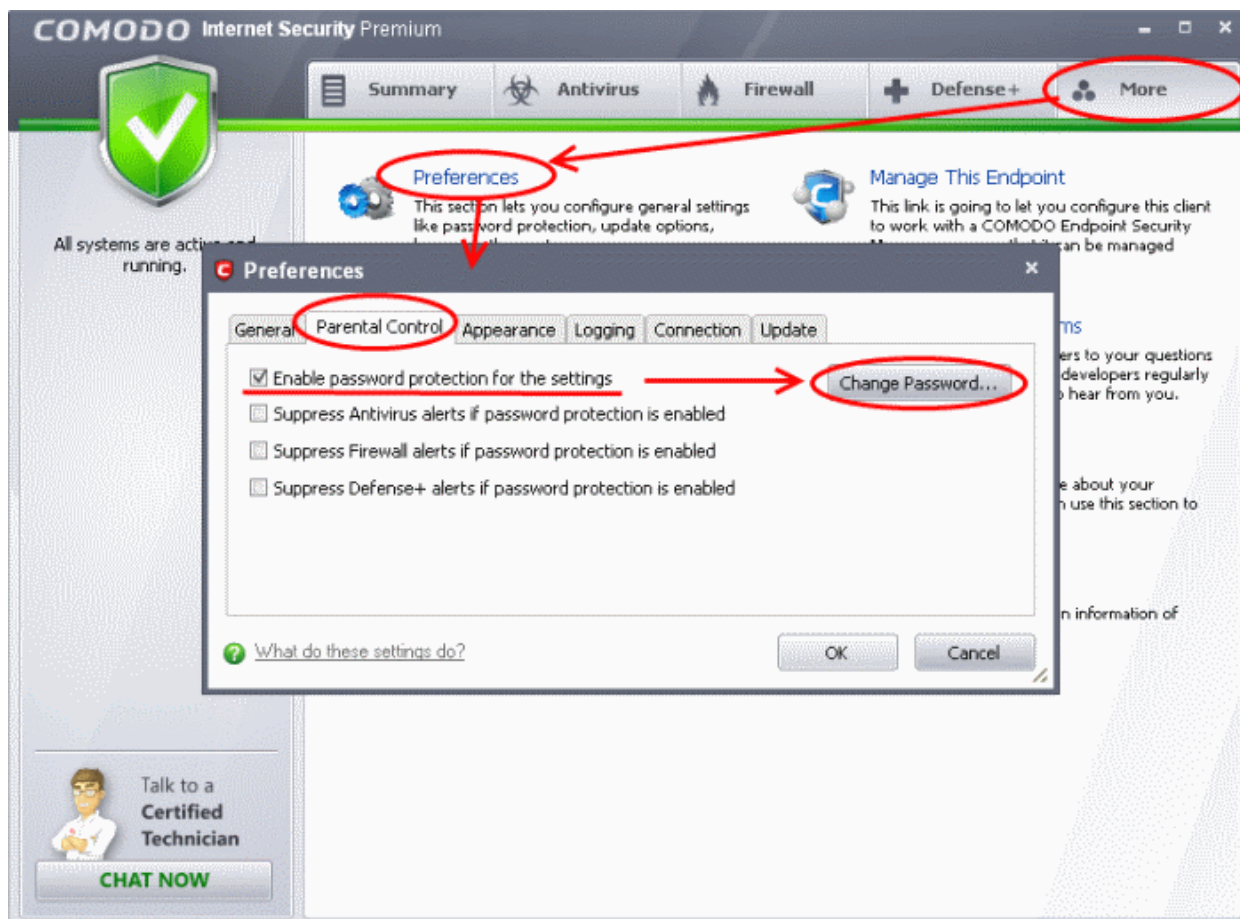 COMODO Internet Security Premium
Summary
Antivirus
Firewall
Defense+
More
All systems are active and
running.
Preferences
This section lets you configure general settings
like password protection, update options,
Manage This Endpoint
This link is going to let you configure this client
to work with a COMODO Endpoint Security
can be managed
Preferences
General
Parental Control
Appearance
Logging
Connection
Update
Enable password protection for the settings
Change Password...
Suppress Antivirus alerts if password protection is enabled
Suppress Firewall alerts if password protection is enabled
Suppress Defense+ alerts if password protection is enabled
What do these settings do?
OK
Cancel
ers to your questions
developers regularly
hear from you.
e about your
use this section to
information of
Talk to a
Certified
Technician
CHAT NOW